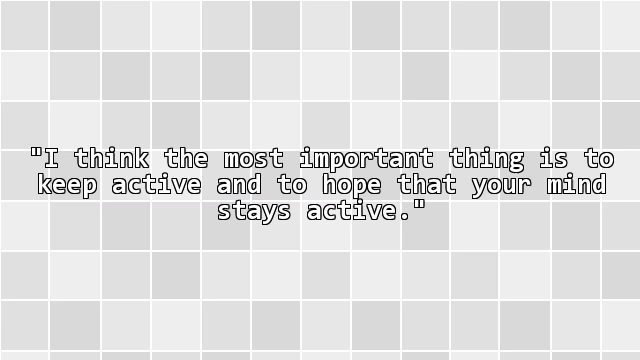 "I think the most important thing is to
keep active and to hope that your mind
stays active."